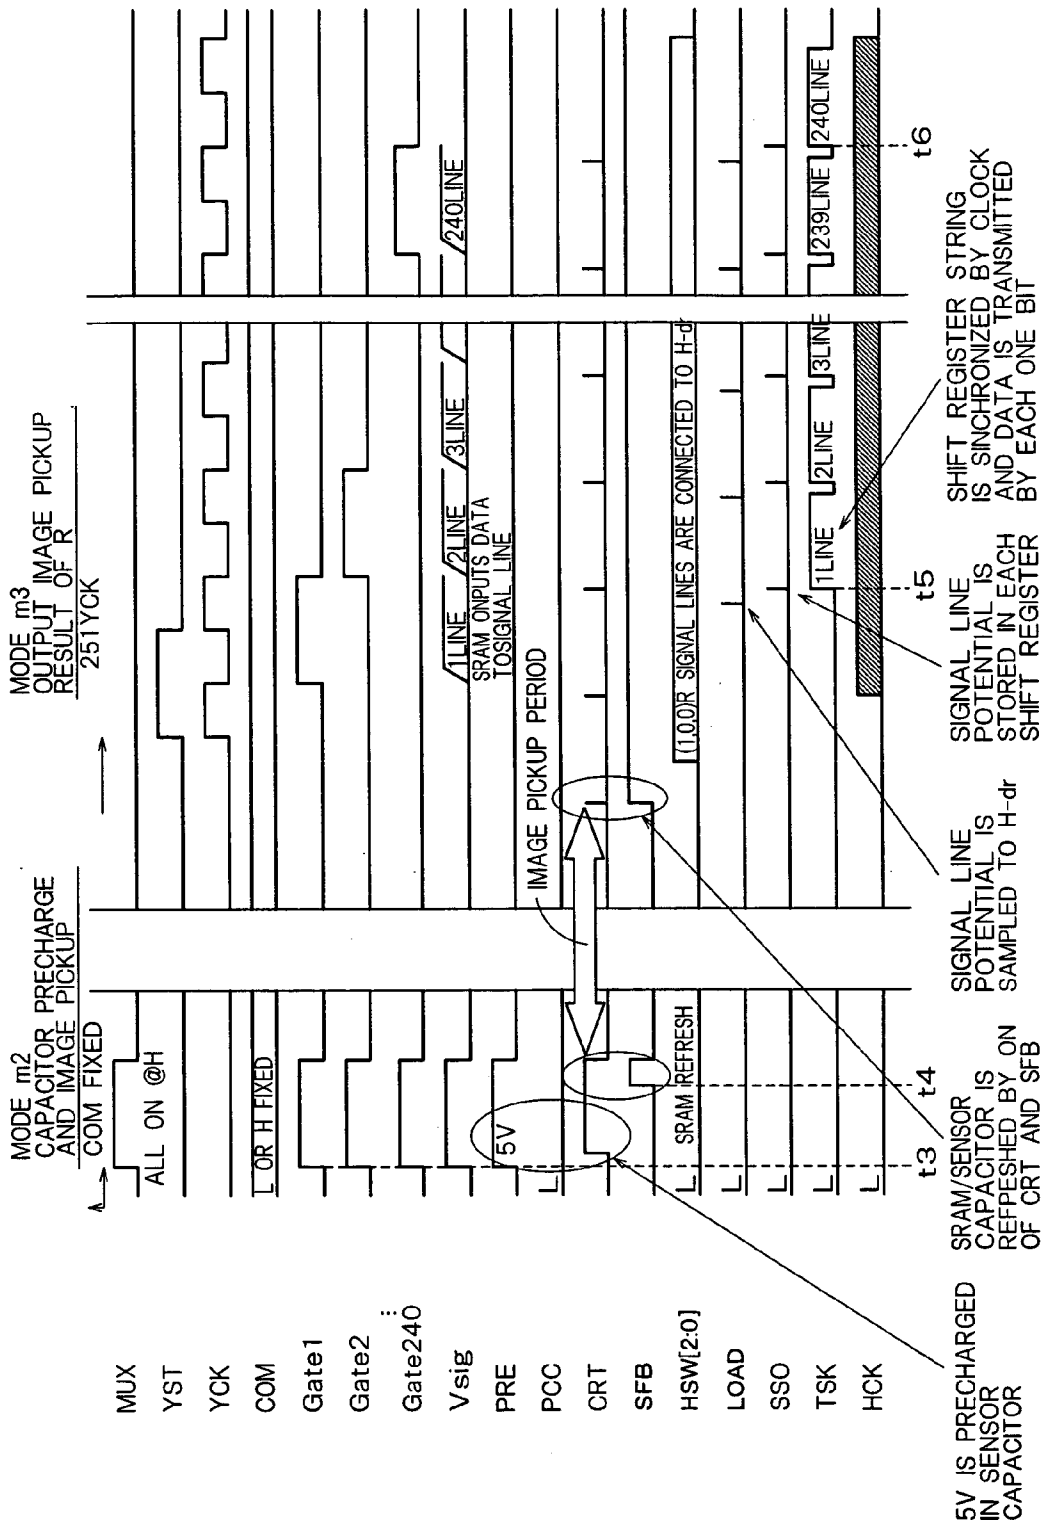 MODE m2
CAPACITOR PRECHARGE
AND IMAGE PICKUP
COM FIXED
MODE m3
OUTPUT IMAGE PICKUP
RESULT OF R
251YCK
MUX
ALL ON @H
YST
YCK
COM
L OR H FIXED
Gate1
Gate2
...
Gate240
Vsig
1LINE
2LINE
3LINE
240LINE
SRAM ONPUTS DATA
TOSIGNAL LINE
PRE
5V
IMAGE PICKUP PERIOD
PCC
L
CRT
SFB
SRAM REFRESH
HSW[2:0]
L
(1,0,0)R SIGNAL LINES ARE CONNECTED TO H-dr
LOAD
L
SSO
L
TSK
L
1LINE
2LINE
3LINE
239LINE
240LINE
HCK
L
t3
t4
t5
t6
5V IS PRECHARGED
IN SENSOR
CAPACITOR
SRAM/SENSOR
CAPACITOR IS
REFPESHED BY ON
OF CRT AND SFB
SIGNAL LINE
POTENTIAL IS
SAMPLED TO H-dr
SIGNAL LINE
POTENTIAL IS
STORED IN EACH
SHIFT REGISTER
SHIFT REGISTER STRING
IS SINCHRONIZED BY CLOCK
AND DATA IS TRANSMITTED
BY EACH ONE BIT